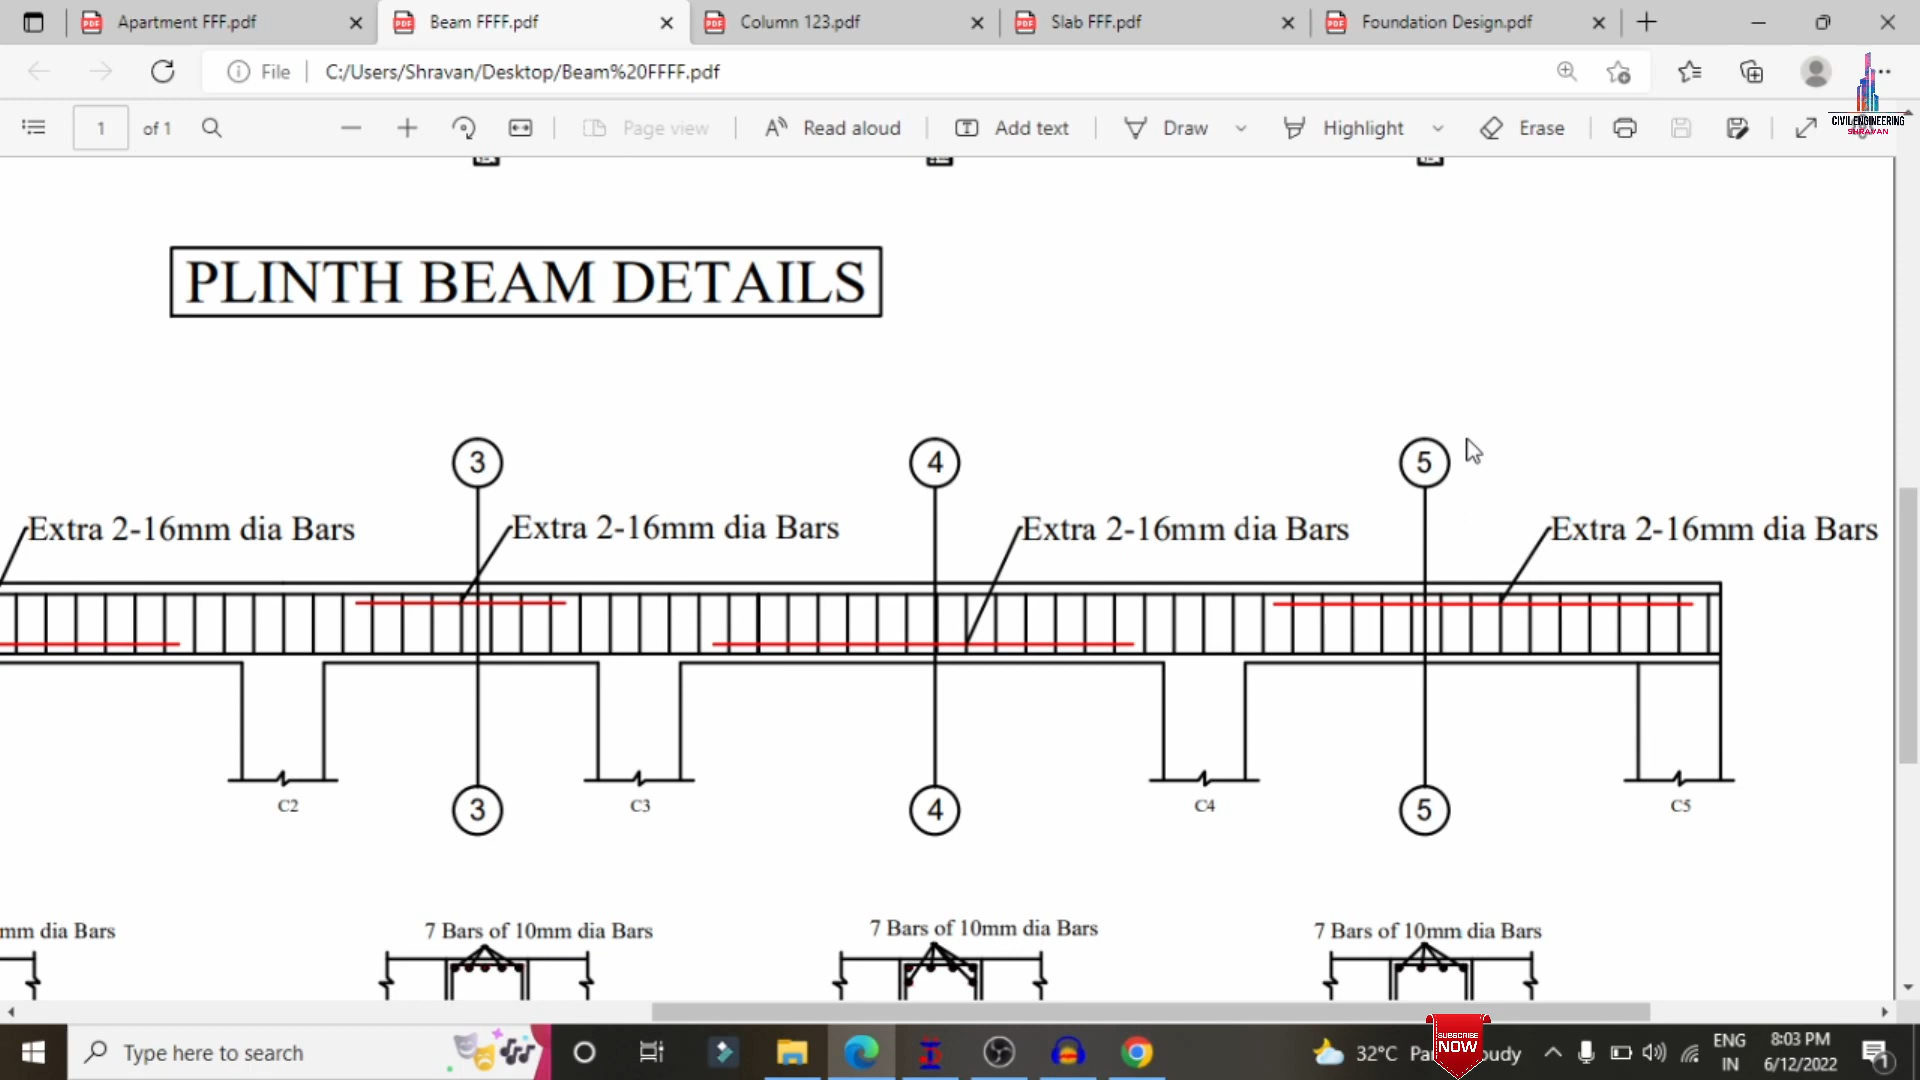 Apartment FFF.pdf
Beam FFFF.pdf
Column 123.pdf
Slab FFF.pdf
Foundation Design.pdf
File
C:/Users/Shravan/Desktop/Beam%20FFFF.pdf
1 of 1
Page view
Read aloud
Add text
Draw
Highlight
Erase
CIVIL ENGINEERING
SHRAVAN
PLINTH BEAM DETAILS
3 4 5
Extra 2-16mm dia Bars
Extra 2-16mm dia Bars
Extra 2-16mm dia Bars
Extra 2-16mm dia Bars
C2 C3 C4 C5
3 4 5
mm dia Bars
7 Bars of 10mm dia Bars
7 Bars of 10mm dia Bars
7 Bars of 10mm dia Bars
Type here to search
32°C
SUBSCRIBE
NOW
ENG
IN
8:03 PM
6/12/2022
1